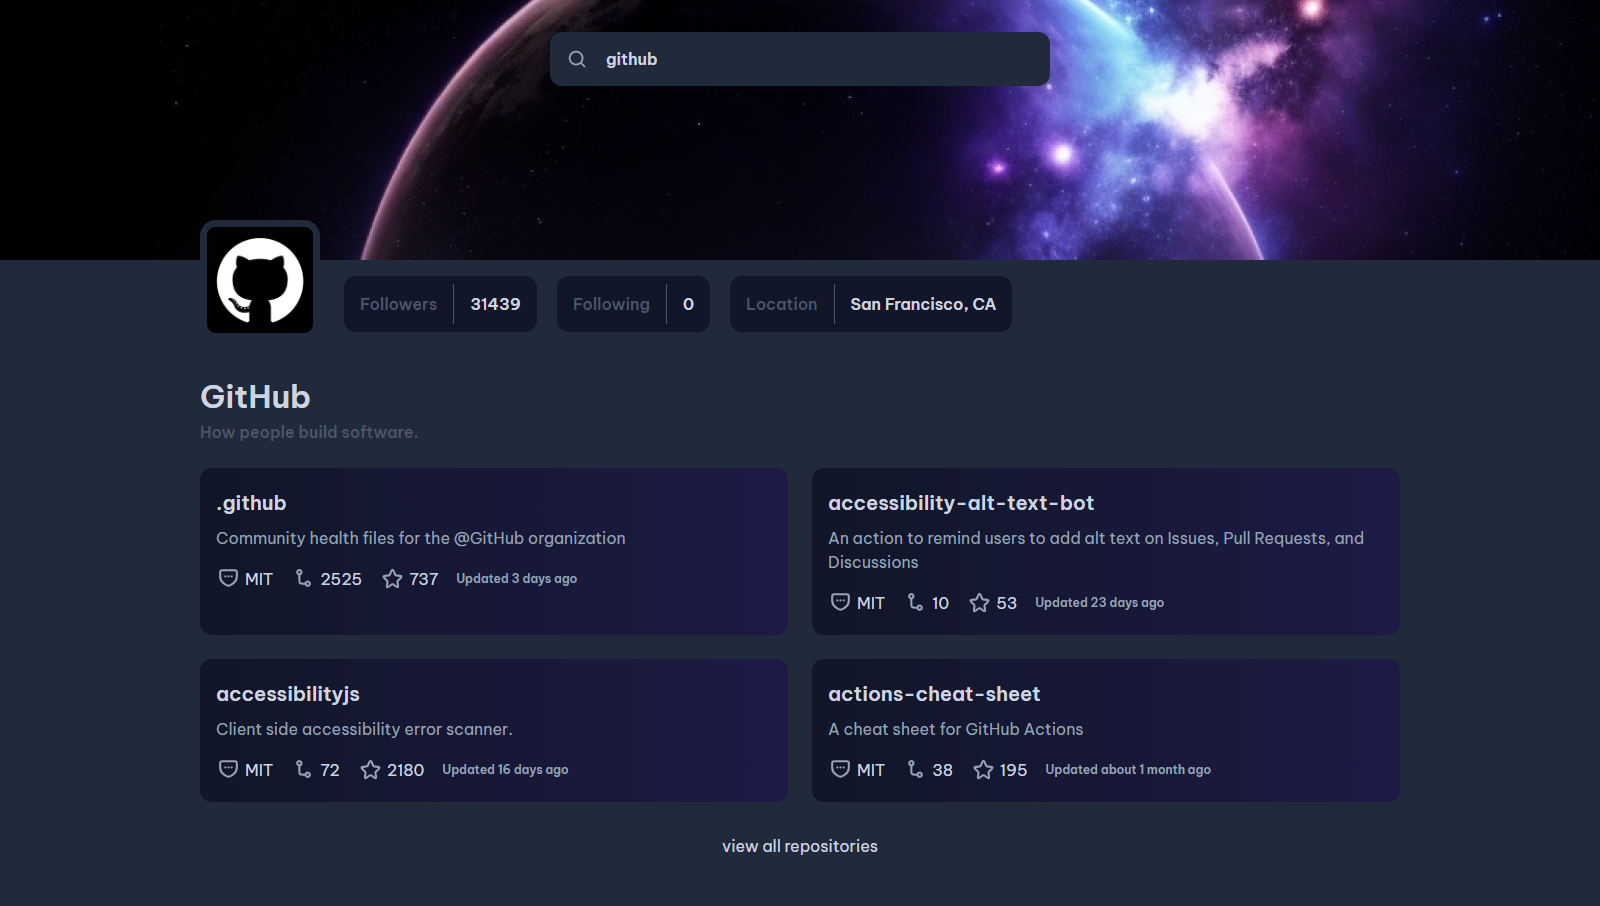 github
Followers 31439 Following 0 Location San Francisco, CA
GitHub
How people build software.
.github
Community health files for the @GitHub organization
MIT 2525 737 Updated 3 days ago
accessibility-alt-text-bot
An action to remind users to add alt text on Issues, Pull Requests, and
Discussions
MIT 10 53 Updated 23 days ago
accessibilityjs
Client side accessibility error scanner.
MIT 72 2180 Updated 16 days ago
actions-cheat-sheet
A cheat sheet for GitHub Actions
MIT 38 195 Updated about 1 month ago
view all repositories